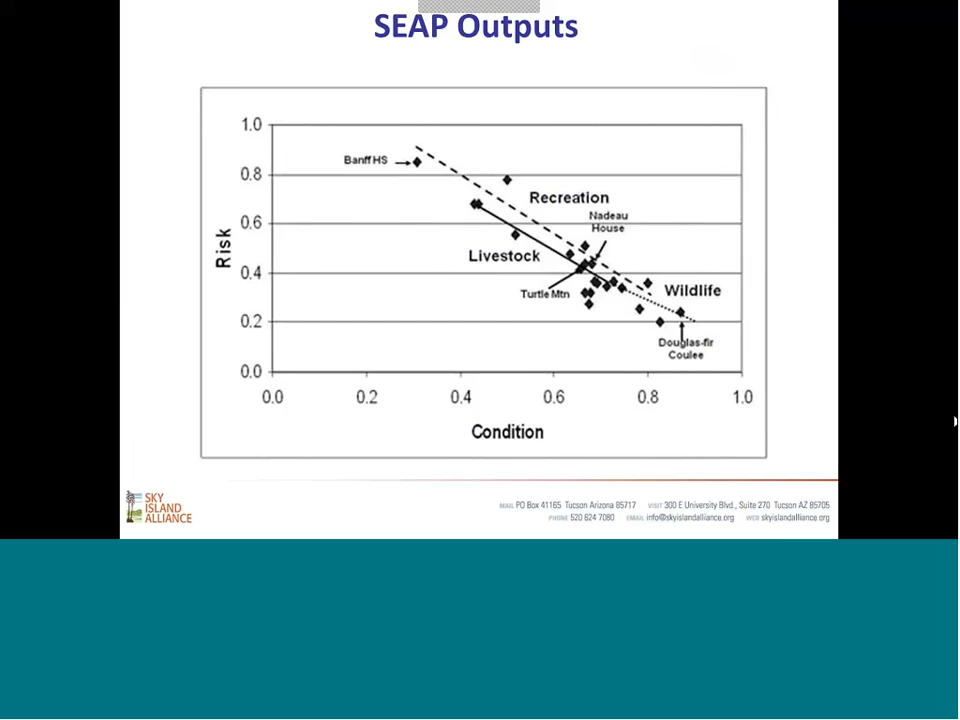 SEAP Outputs
1.0
0.8
0.6
0.4
0.2
0.0
Risk
Banff HS
Recreation
Nadeau
House
Livestock
Turtle Mtn
Wildlife
Douglas-fir
Coulee
0.0 0.2 0.4 0.6 0.8 1.0
Condition
SKY
ISLAND
ALLIANCE
MAIL PO Box 41165 Tucson Arizona 85717 VISIT 300 E University Blvd., Suite 270 Tucson AZ 85705
PHONE 520 624 7080 EMAIL info@skyislandalliance.org WEB skyislandalliance.org